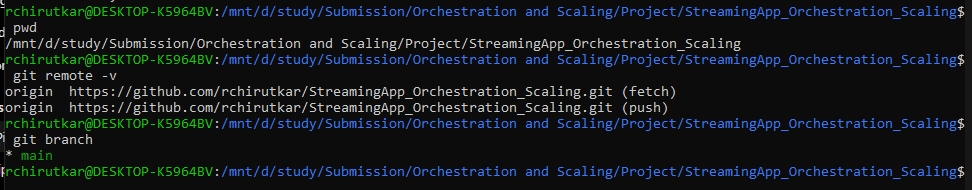 rchirutkar@DESKTOP-K5964BV:/mnt/d/study/Submission/Orchestration and Scaling/Project/StreamingApp_Orchestration_Scaling$
pwd
/mnt/d/study/Submission/Orchestration and Scaling/Project/StreamingApp_Orchestration_Scaling
rchirutkar@DESKTOP-K5964BV:/mnt/d/study/Submission/Orchestration and Scaling/Project/StreamingApp_Orchestration_Scaling$
git remote -v
origin  https://github.com/rchirutkar/StreamingApp_Orchestration_Scaling.git (fetch)
origin  https://github.com/rchirutkar/StreamingApp_Orchestration_Scaling.git (push)
rchirutkar@DESKTOP-K5964BV:/mnt/d/study/Submission/Orchestration and Scaling/Project/StreamingApp_Orchestration_Scaling$
git branch
* main
rchirutkar@DESKTOP-K5964BV:/mnt/d/study/Submission/Orchestration and Scaling/Project/StreamingApp_Orchestration_Scaling$